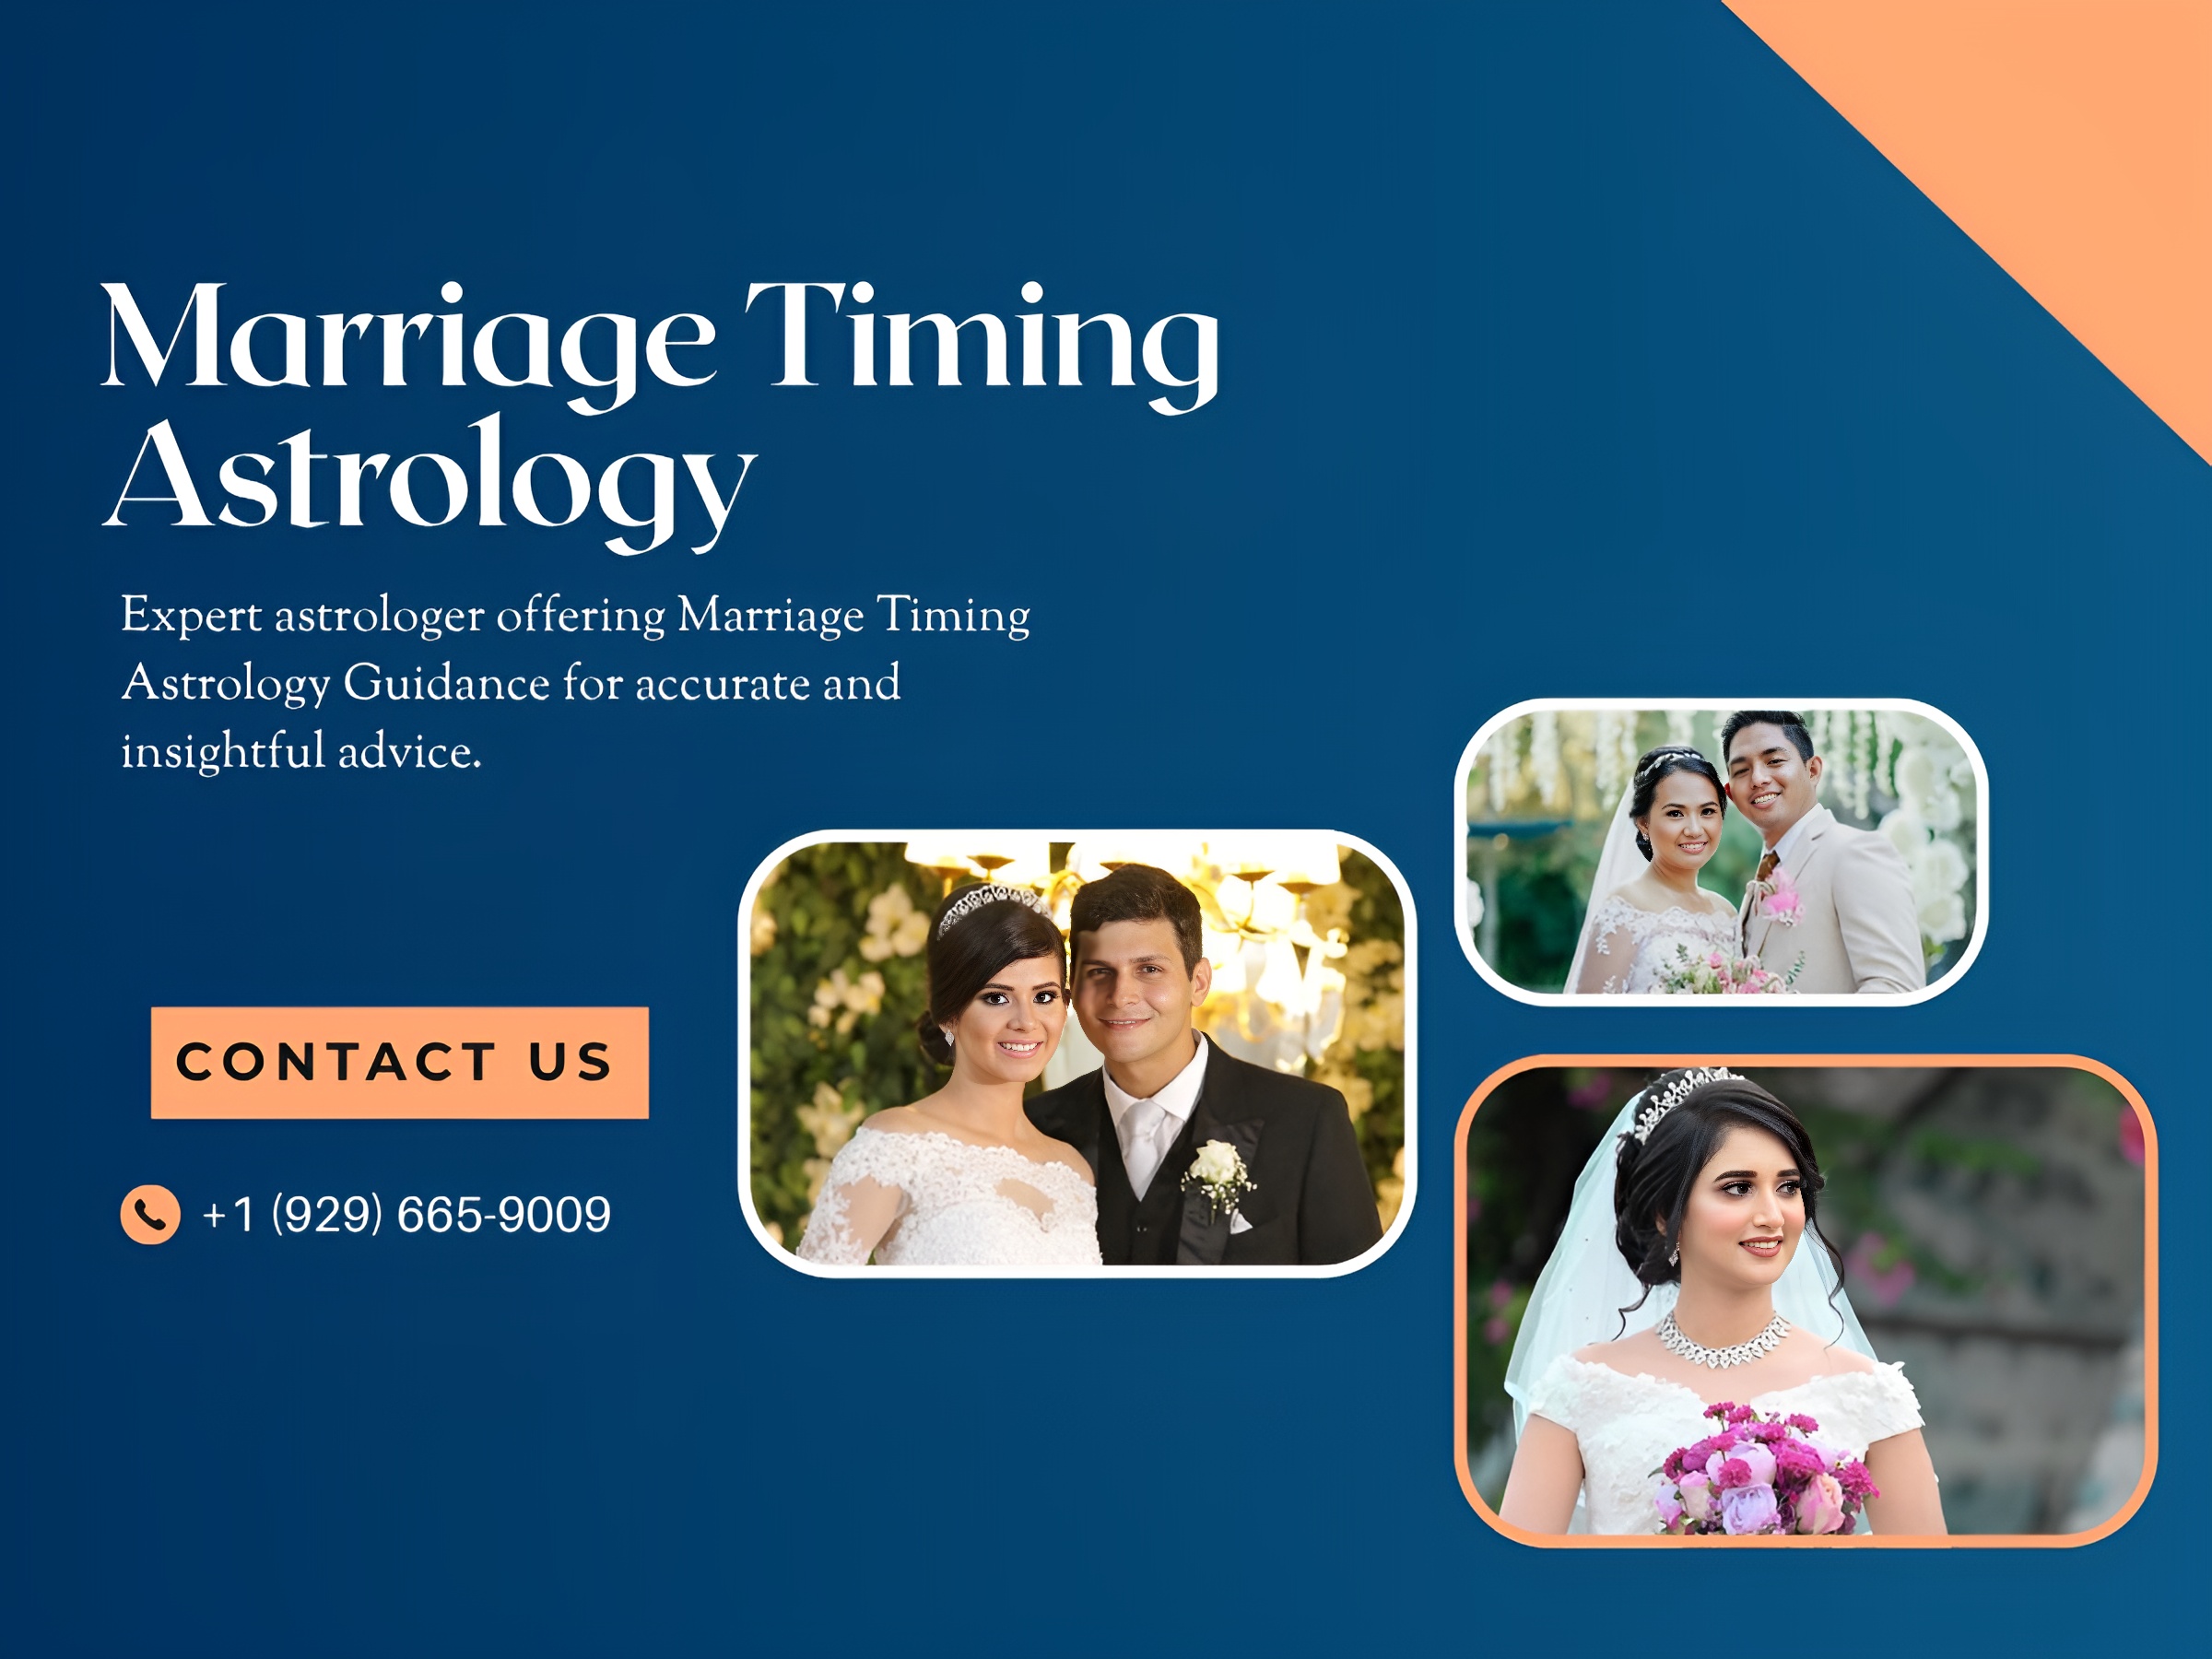 Marriage Timing
Astrology
Expert astrologer offering Marriage Timing
Astrology Guidance for accurate and
insightful advice.
CONTACT US
+1 (929) 665-9009